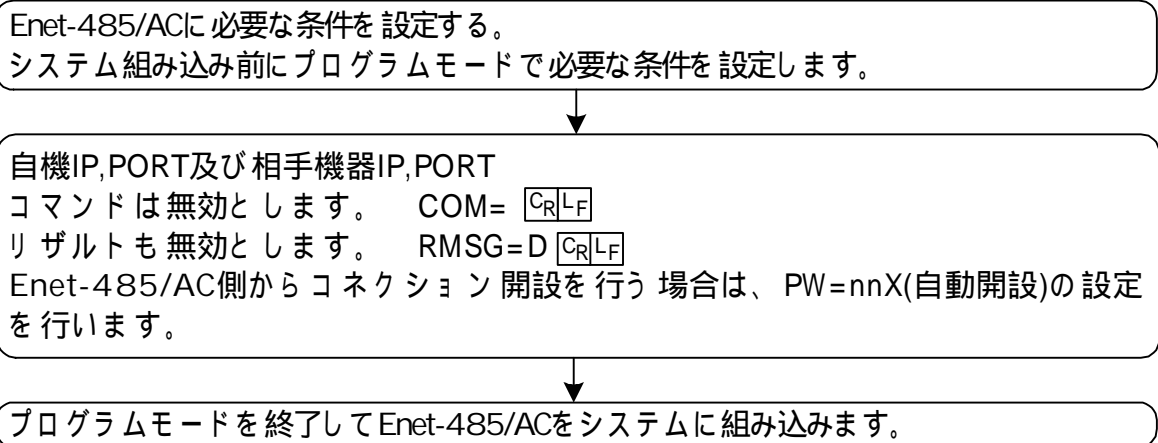 Enet-485/ACに必要な条件を設定する。
システム組み込み前にプログラムモードで必要な条件を設定します。
自機IP,PORT及び相手機器IP,PORT
コマンドは無効とします。 COM= CRLF
リザルトも無効とします。 RMSG=D CRLF
Enet-485/AC側からコネクション開設を行う場合は、PW=nnX(自動開設)の設定
を行います。
プログラムモードを終了してEnet-485/ACをシステムに組み込みます。